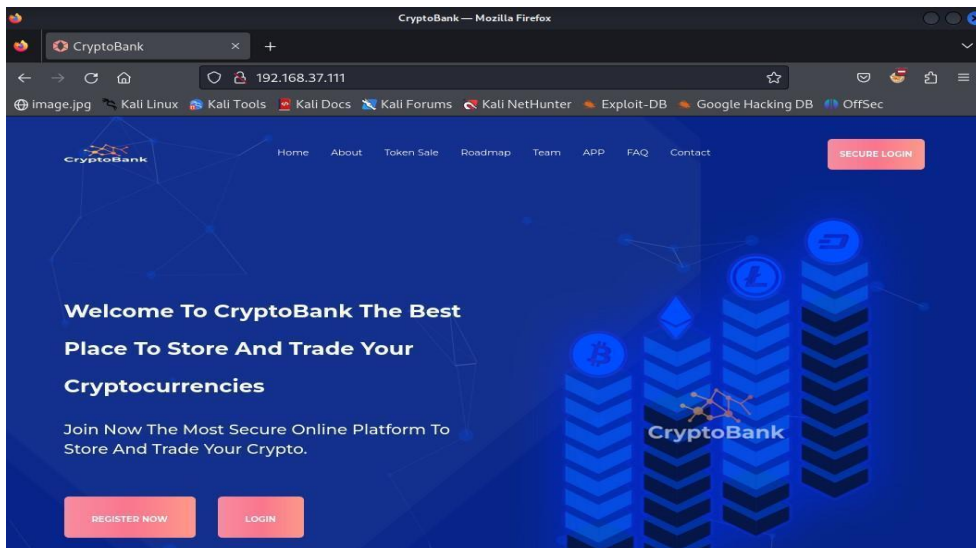 CryptoBank — Mozilla Firefox
CryptoBank
192.168.37.111
image.jpg Kali Linux Kali Tools Kali Docs Kali Forums Kali NetHunter Exploit-DB Google Hacking DB OffSec
CryptoBank
Home About Token Sale Roadmap Team APP FAQ Contact
SECURE LOGIN
Welcome To CryptoBank The Best
Place To Store And Trade Your
Cryptocurrencies
Join Now The Most Secure Online Platform To
Store And Trade Your Crypto.
CryptoBank
REGISTER NOW LOGIN